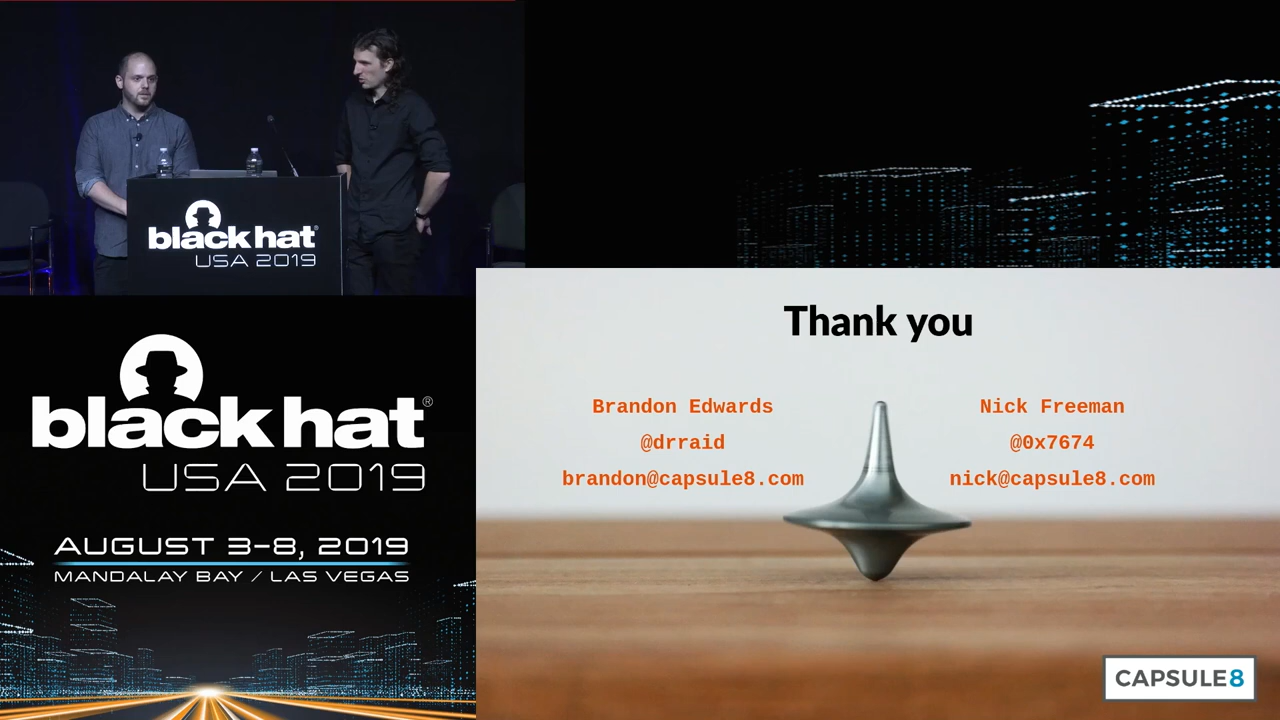 black hat®
USA 2019
black hat®
USA 2019
AUGUST 3-8, 2019
MANDALAY BAY / LAS VEGAS
Thank you
Brandon Edwards
@drraid
brandon@capsule8.com
Nick Freeman
@0x7674
nick@capsule8.com
CAPSULE8